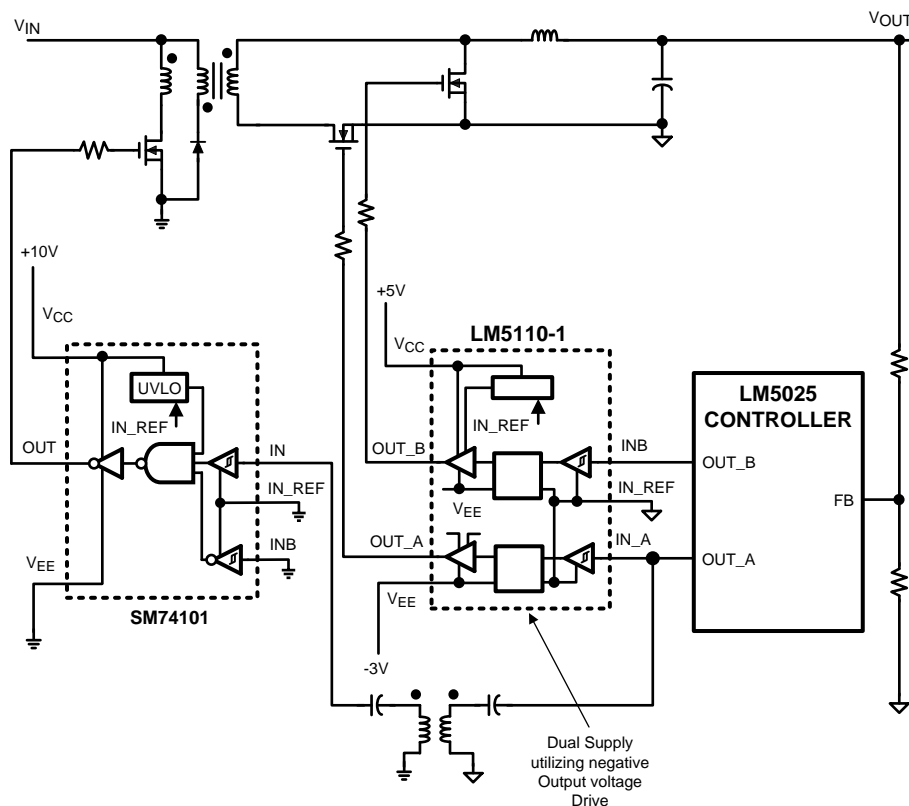 VIN
VOUT
+10V
VCC
UVLO
IN_REF
OUT
IN
IN_REF
INB
VEE
SM74101
+5V
LM5110-1
VCC
IN_REF
OUT_B
INB
IN_REF
VEE
OUT_A
IN_A
VEE
-3V
LM5025
CONTROLLER
OUT_B
FB
OUT_A
Dual Supply
utilizing negative
Output voltage
Drive